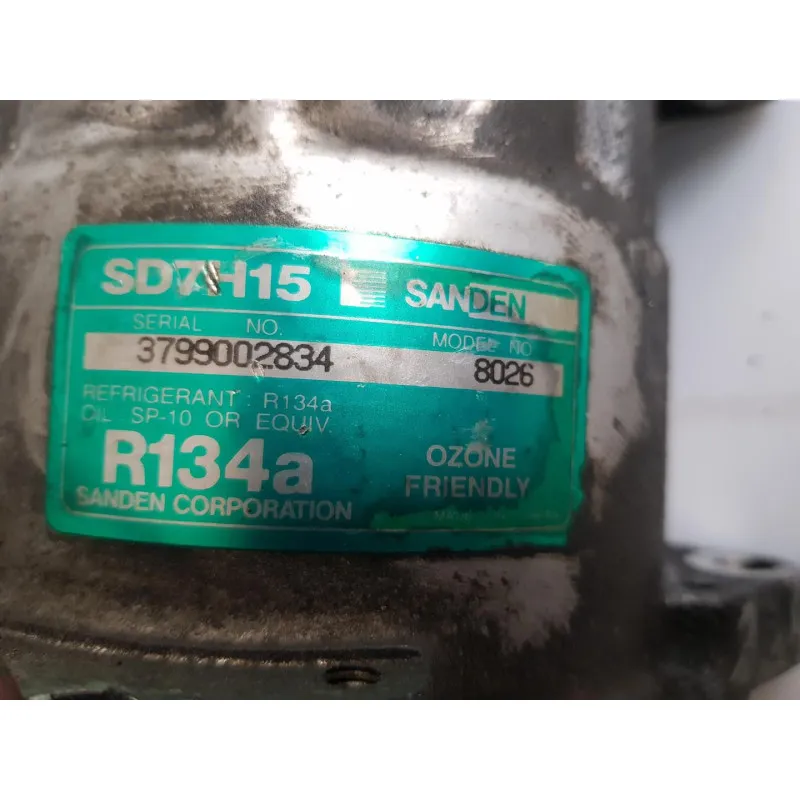 SD7H15 SANDEN
SERIAL NO. MODEL NO
3799002834 8026
REFRIGERANT: R134a
OIL SP-10 OR EQUIV.
R134a OZONE
FRIENDLY
SANDEN CORPORATION